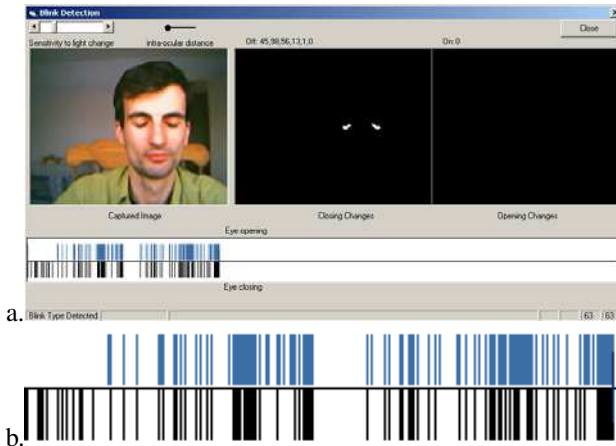 Blink Detection
Close
Sensitivity to light change
intra-ocular distance
Off: 45,98,56,13,1,0
On: 0
Captured Image
Closing Changes
Opening Changes
Eye opening
Eye closing
a.
Blink Type Detected
63
63
b.